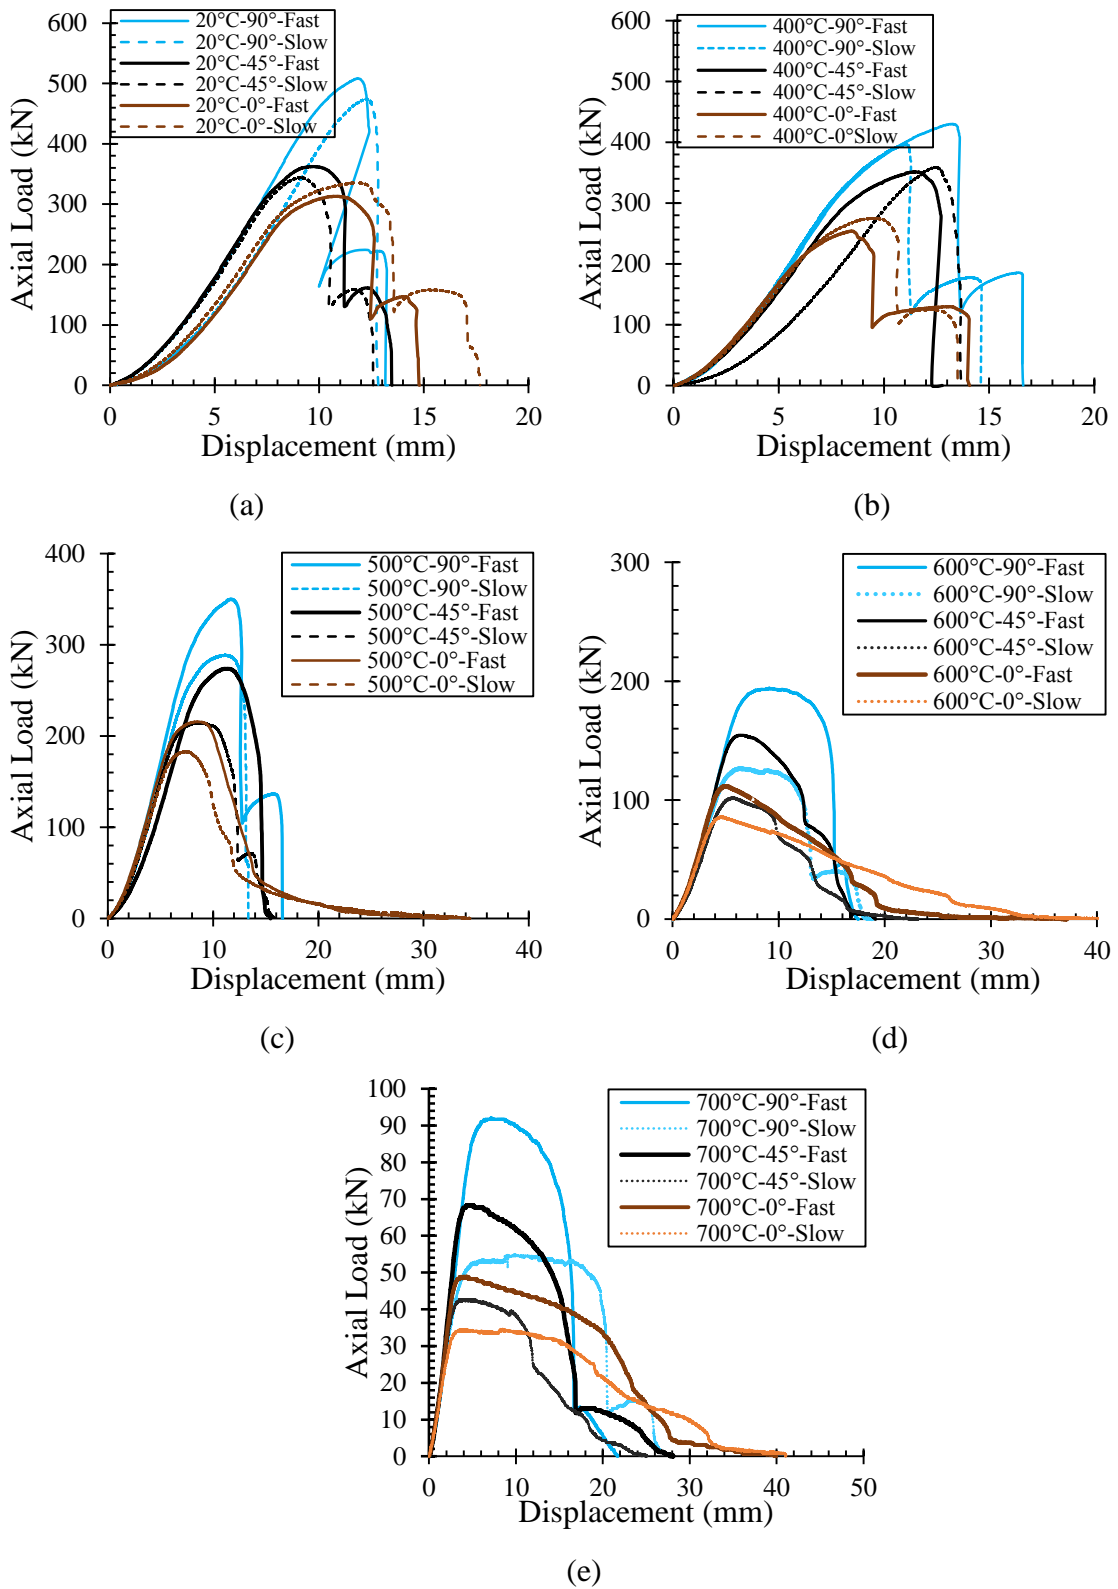 600
500
400
300
200
100
0
Axial Load (kN)
20°C-90°-Fast
20°C-90°-Slow
20°C-45°-Fast
20°C-45°-Slow
20°C-0°-Fast
20°C-0°-Slow
0 5 10 15 20
Displacement (mm)
(a)
600
500
400
300
200
100
0
Axial Load (kN)
400°C-90°-Fast
400°C-90°-Slow
400°C-45°-Fast
400°C-45°-Slow
400°C-0°-Fast
400°C-0°Slow
0 5 10 15 20
Displacement (mm)
(b)
400
300
200
100
0
Axial Load (kN)
500°C-90°-Fast
500°C-90°-Slow
500°C-45°-Fast
500°C-45°-Slow
500°C-0°-Fast
500°C-0°-Slow
0 10 20 30 40
Displacement (mm)
(c)
300
200
100
0
Axial Load (kN)
600°C-90°-Fast
600°C-90°-Slow
600°C-45°-Fast
600°C-45°-Slow
600°C-0°-Fast
600°C-0°-Slow
0 10 20 30 40
Displacement (mm)
(d)
100
90
80
70
60
50
40
30
20
10
0
Axial Load (kN)
700°C-90°-Fast
700°C-90°-Slow
700°C-45°-Fast
700°C-45°-Slow
700°C-0°-Fast
700°C-0°-Slow
0 10 20 30 40 50
Displacement (mm)
(e)